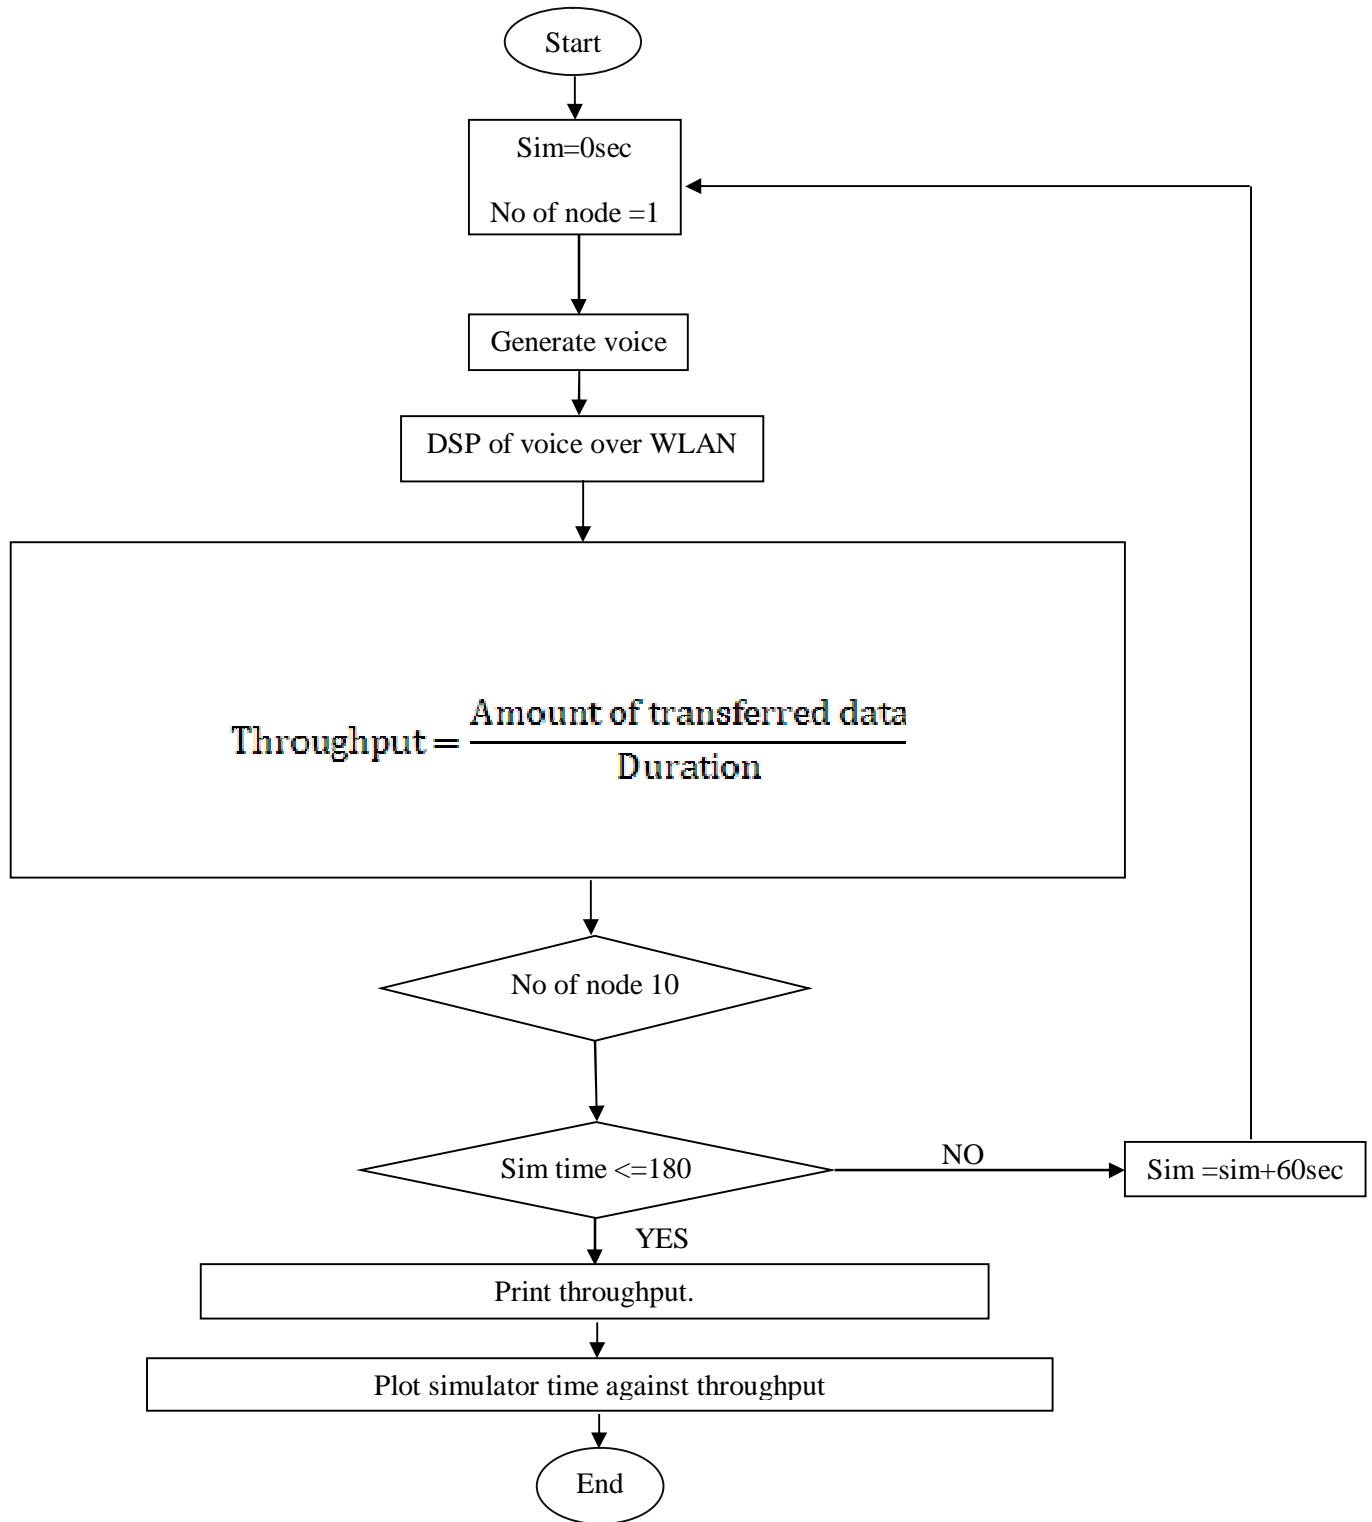 Start
Sim=0sec
No of node =1
Generate voice
DSP of voice over WLAN
Throughput = Amount of transferred data
Duration
No of node 10
Sim time <=180
NO
Sim =sim+60sec
YES
Print throughput.
Plot simulator time against throughput
End